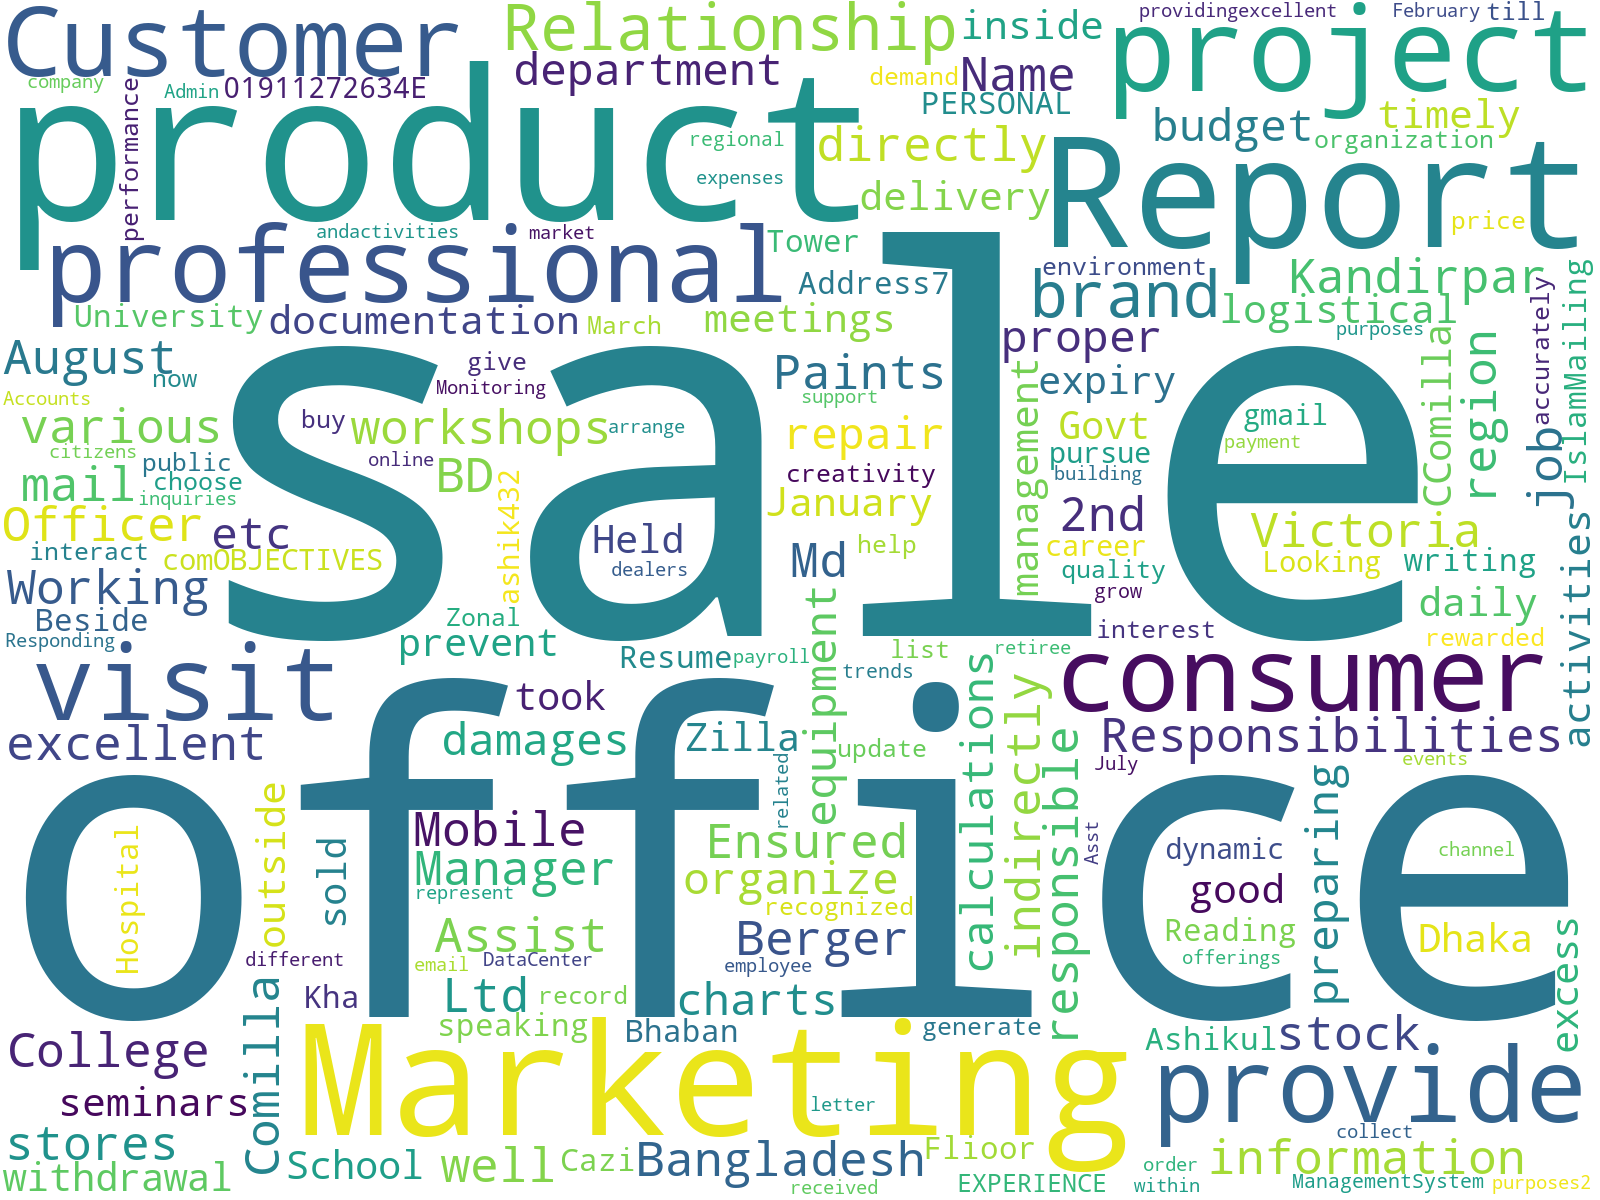 Customer
Relationship
inside
providingexcellent
February
till
project
company
Admin
01911272634E
department
demand
Name
PERSONAL
product
performance
regional
expenses
directly
delivery
budget
timely
organization
Report
price
professional
andactivities
market
Tower
Address7
environment
brand
Kandirpar
logistical
University
documentation
March
meetings
purposes
IslamMailing
accurately
August
now
give
Monitoring
Paints
support
proper
expiry
CComilla
region
job
Accounts
various
citizens
buy
workshops
arrange
repair
Govt
gmail
payment
public
choose
mail
inquiries
online
BD
creativity
pursue
building
January
management
sale
Officer
etc
ashik432
Held
dealers
2nd
Victoria
interact
comOBJECTIVES
Md
help
career
Looking
writing
quality
Working
grow
daily
Beside
Zonal
activities
Responding
prevent
interest
rewarded
Resume
payroll
list
retiree
trends
visit
consumer
took
equipment
excellent
damages
Zilla
update
calculations
indirectly
responsible
Responsibilities
July
events
related
office
Hospital
outside
sold
Mobile
Manager
represent
Ensured
organize
recognized
Asst
dynamic
preparing
channel
good
Reading
offerings
Dhaka
Assist
Berger
different
email
DataCenter
employee
excess
Kha
Ltd
record
charts
speaking
Bhaban
generate
Ashikul
stock
College
Comilla
Marketing
provide
seminars
letter
collect
stores
withdrawal
School
well
Cazi
Bangladesh
Flioor
received
EXPERIENCE
order
within
information
ManagementSystem
purposes2